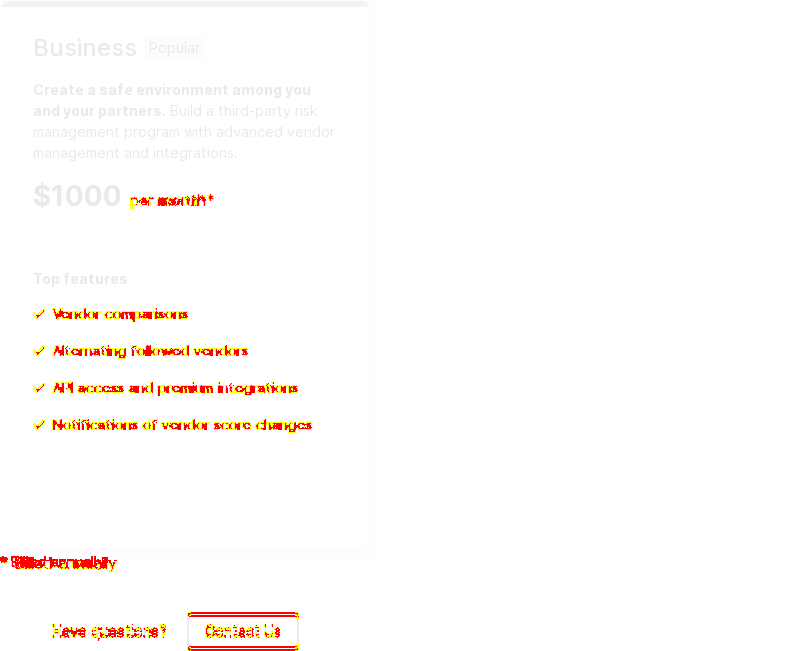 Business Popular
Create a safe environment among you
and your partners. Build a third-party risk
management program with advanced vendor
management and integrations.
$1000 per month*
Top features
✓ Vendor comparisons
✓ Alternating followed vendors
✓ API access and premium integrations
✓ Notifications of vendor score changes
* Billed annually
Have questions? Contact Us